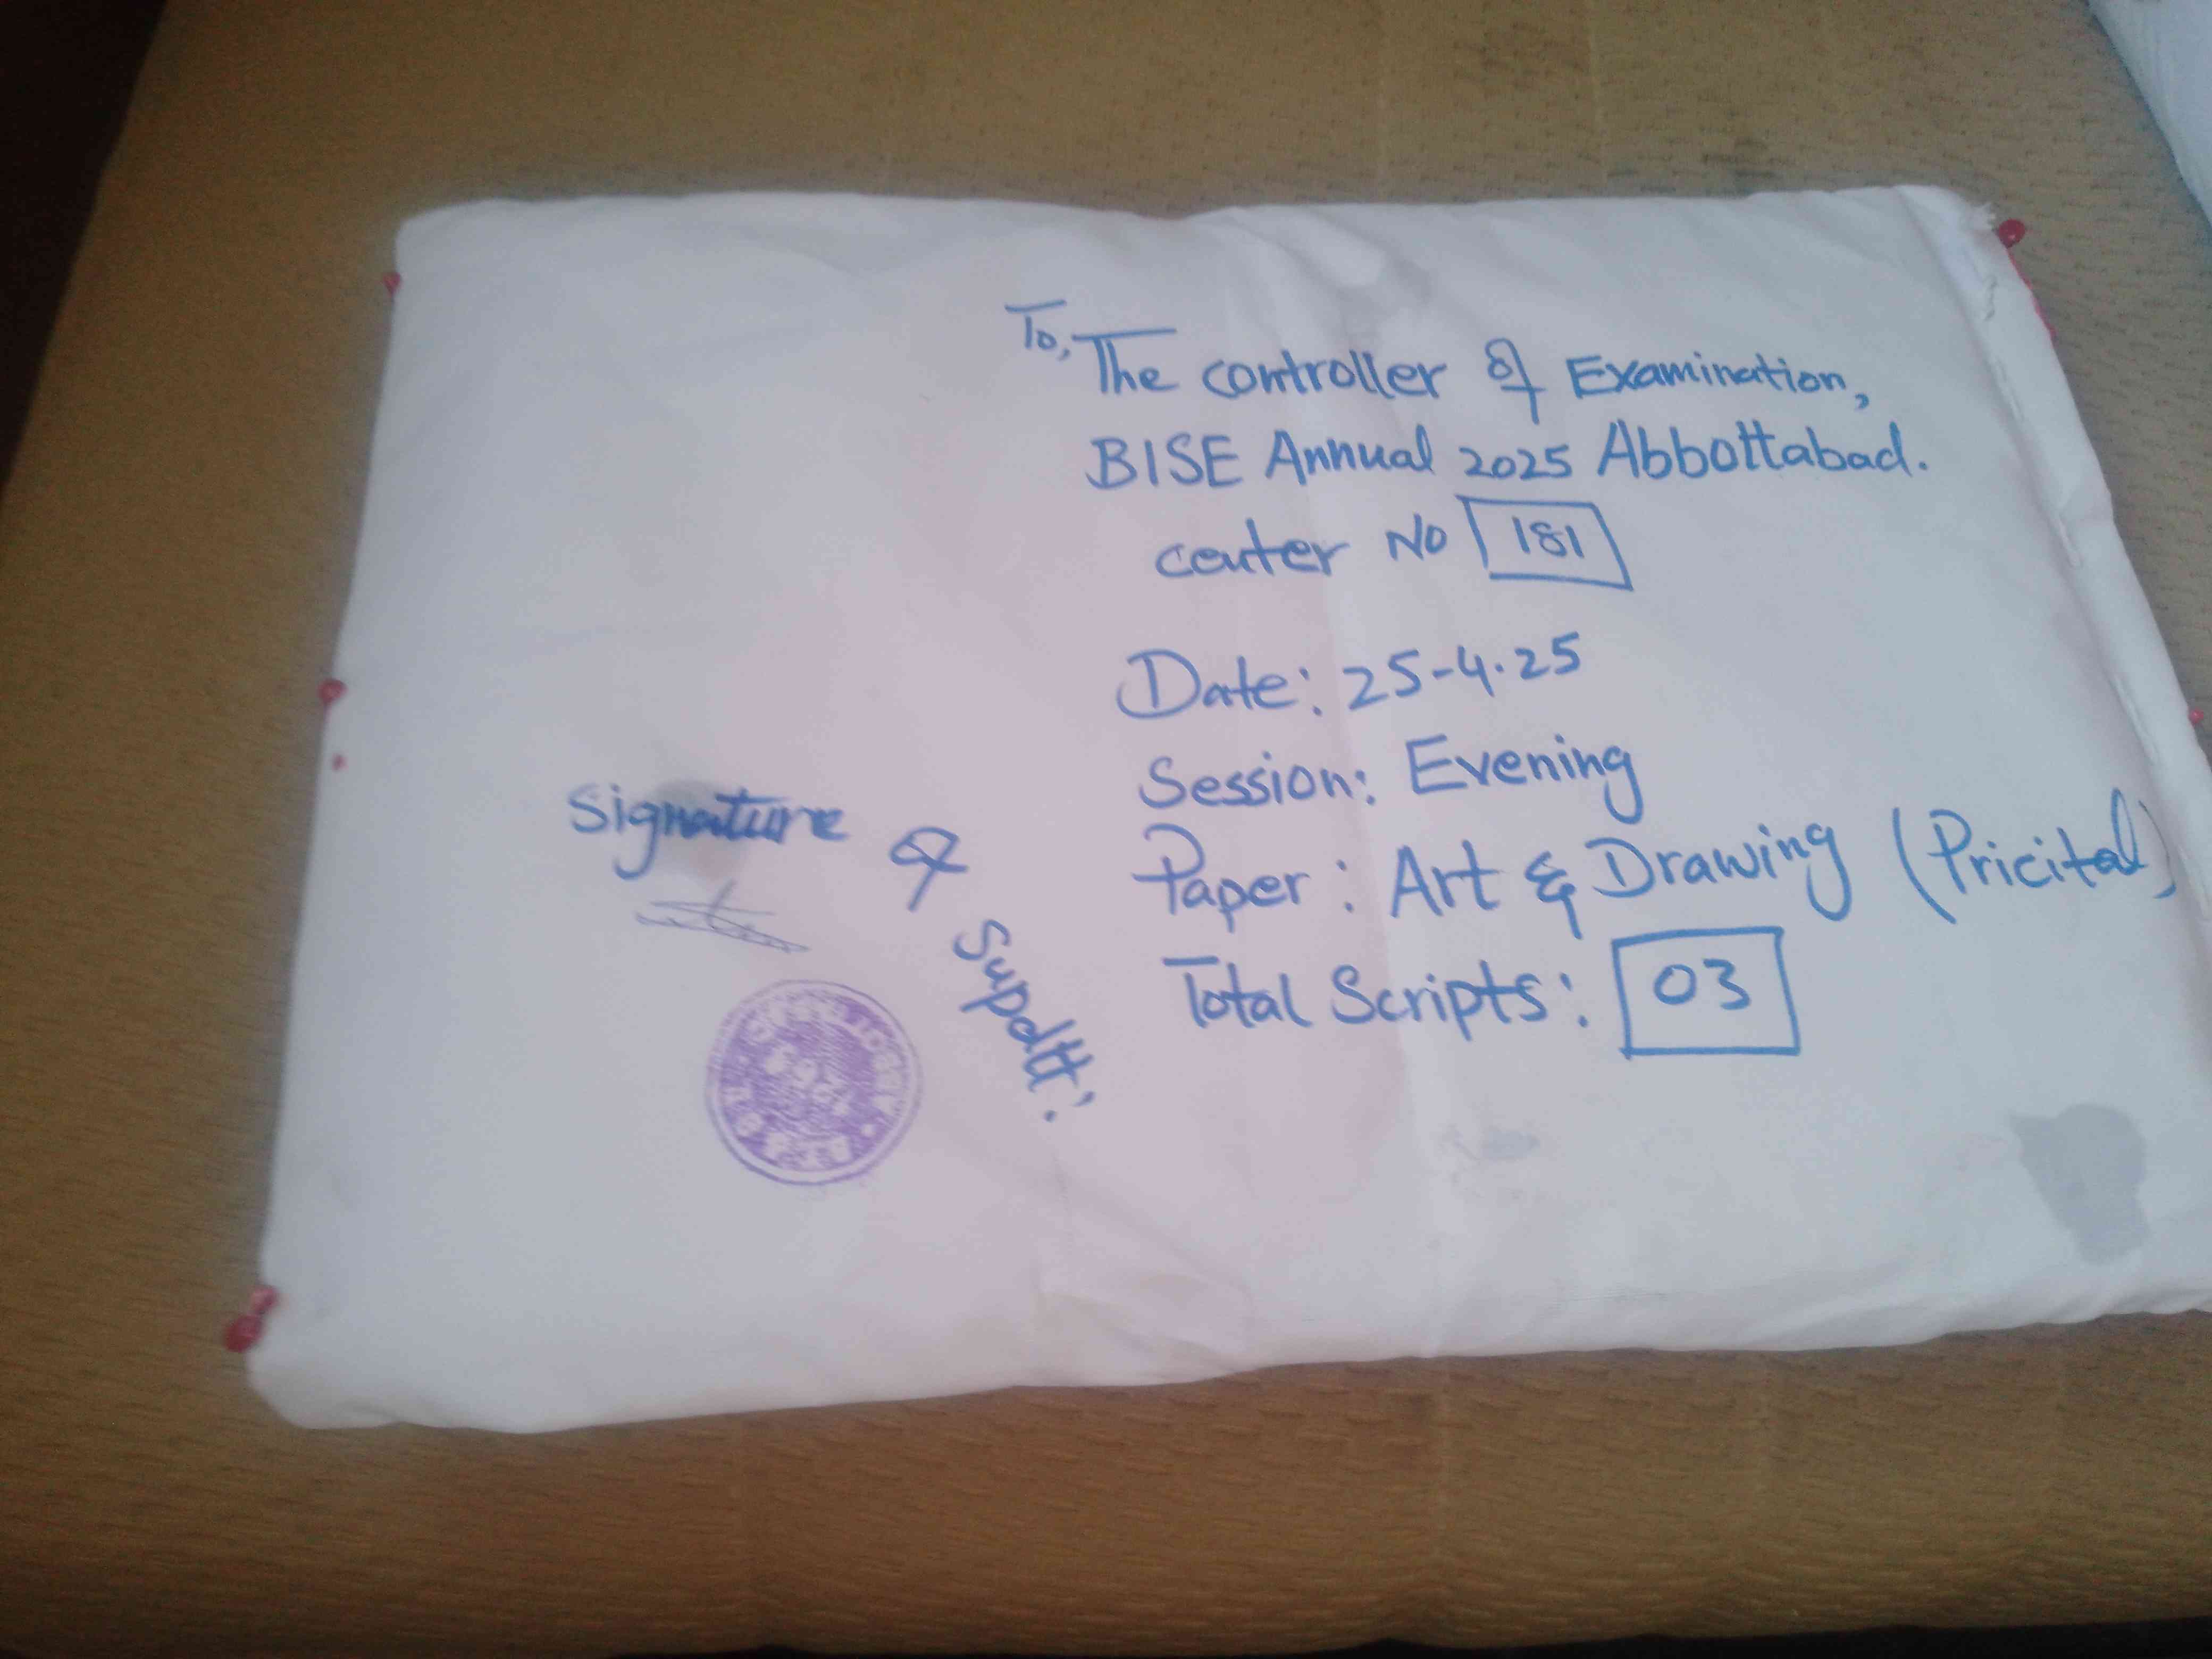 To,
The controller of Examination,
BISE Annual 2025 Abbottabad.
center No 181
Date: 25-4.25
Session: Evening
Paper: Art & Drawing (Pricital)
Total Scripts: 03
Signature of Supdtt: